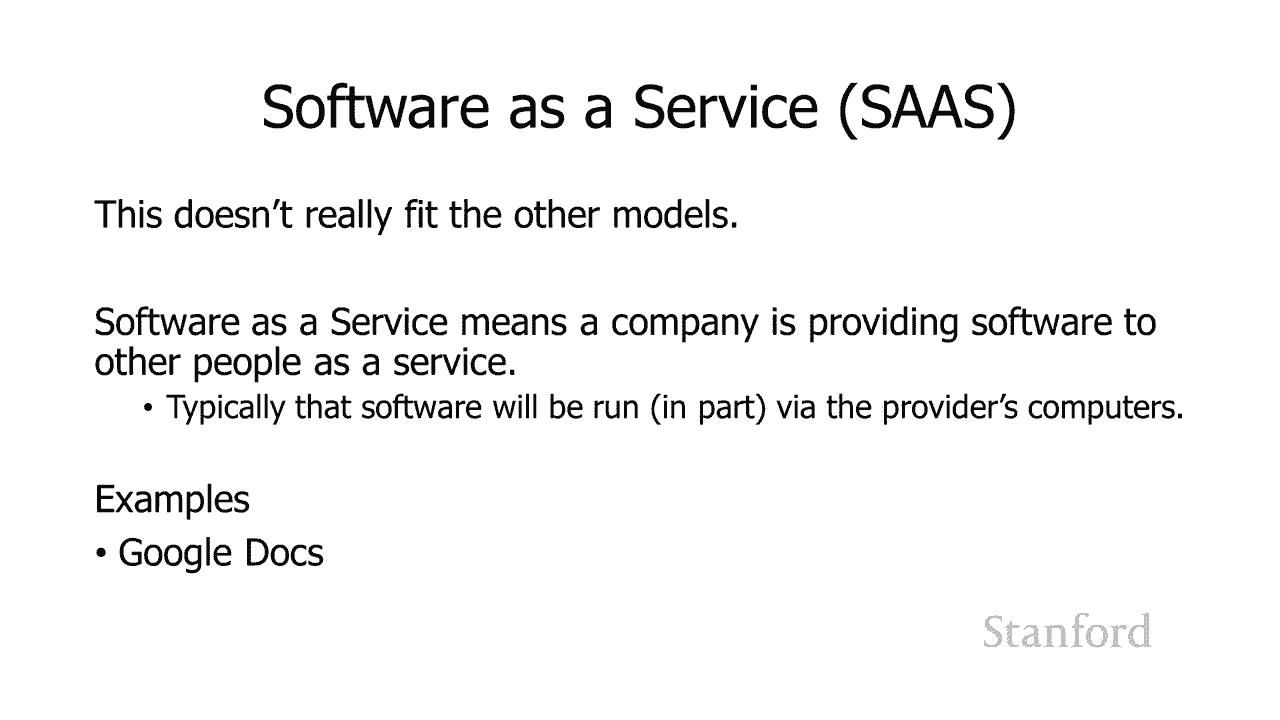 Software as a Service (SAAS)
This doesn’t really fit the other models.
Software as a Service means a company is providing software to
other people as a service.
• Typically that software will be run (in part) via the provider’s computers.
Examples
• Google Docs
Stanford